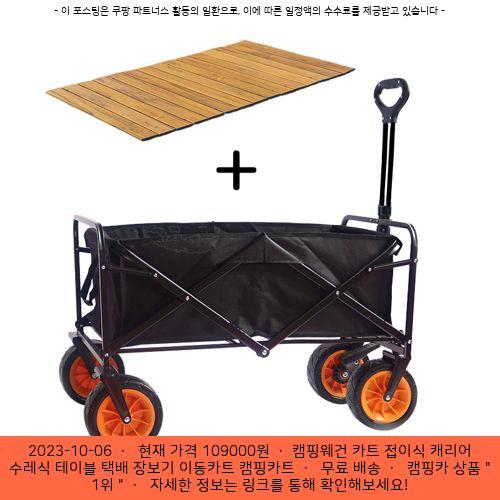 - 이 포스팅은 쿠팡 파트너스 활동의 일환으로, 이에 따른 일정액의 수수료를 제공받고 있습니다 -
2023-10-06 · 현재 가격 109000원 · 캠핑웨건 카트 접이식 캐리어
수레식 테이블 택배 장보기 이동카트 캠핑카트 · 무료 배송 · 캠핑카 상품 "
1위 " · 자세한 정보는 링크를 통해 확인해보세요!